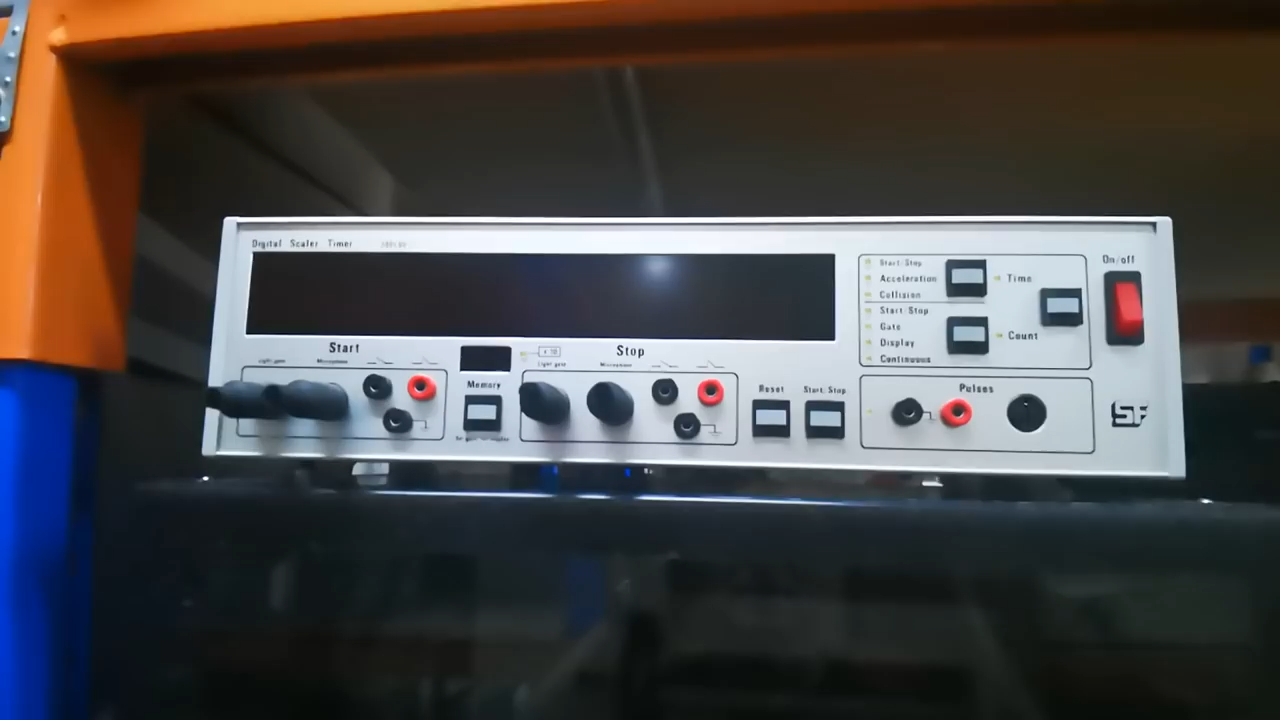 Digital Scaler Timer
On/off
Start/Stop
Acceleration
Collision
Time
Start/Stop
Gate
Display
Continuous
Count
Start
Light gate
Microphone
x 10
Stop
Light gate
Microphone
Memory
Reset
Start/Stop
Pulses